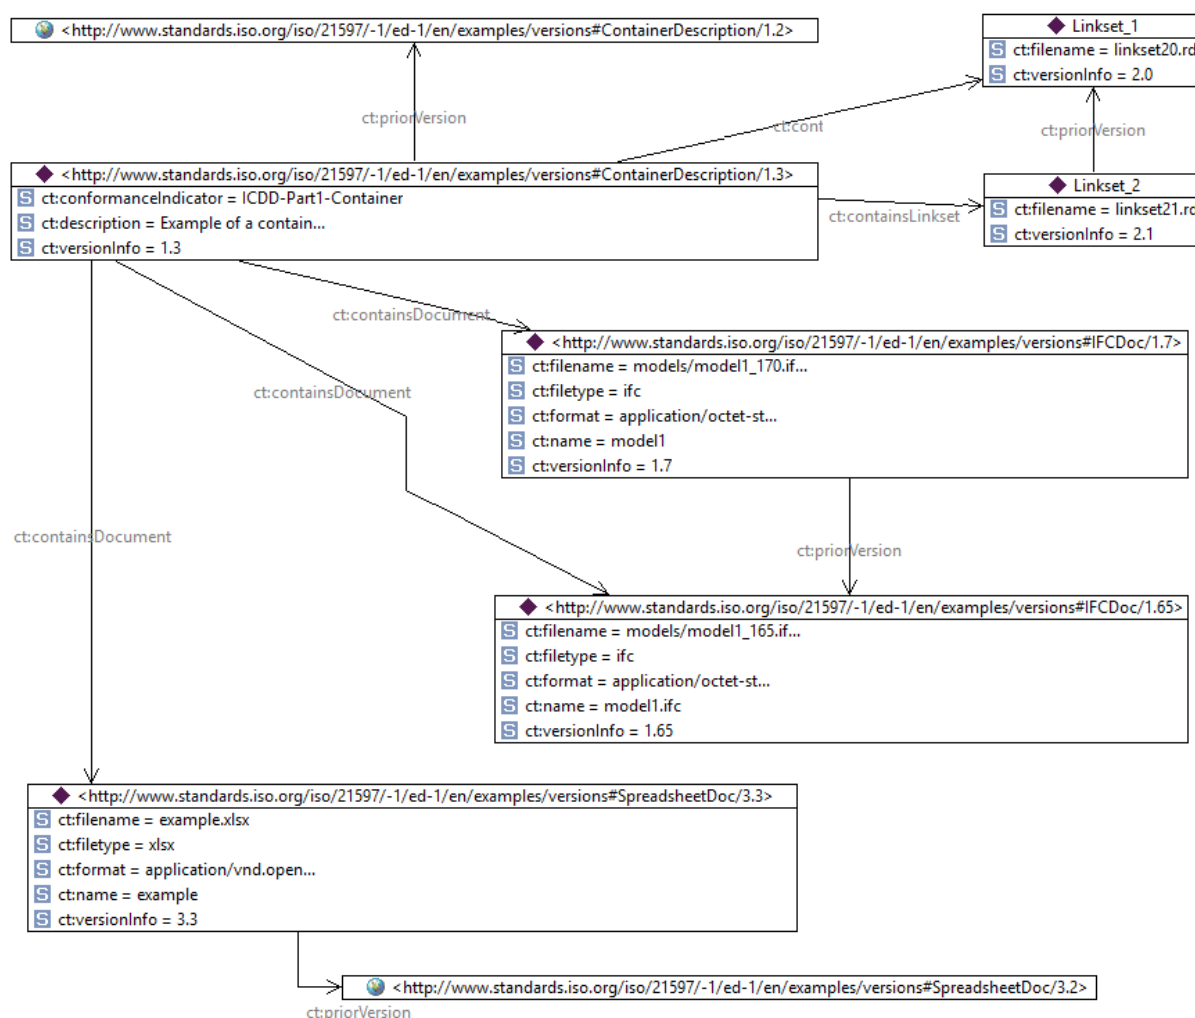 <http://www.standards.iso.org/iso/21597/-1/ed-1/en/examples/versions#ContainerDescription/1.2>
Linkset_1
ct:filename = linkset20.rd
ct:versionInfo = 2.0
ct:priorVersion
ct:cont
ct:priorVersion
<http://www.standards.iso.org/iso/21597/-1/ed-1/en/examples/versions#ContainerDescription/1.3>
ct:conformanceIndicator = ICDD-Part1-Container
ct:description = Example of a contain...
ct:versionInfo = 1.3
Linkset_2
ct:filename = linkset21.rd
ct:versionInfo = 2.1
ct:containsLinkset
ct:containsDocument
<http://www.standards.iso.org/iso/21597/-1/ed-1/en/examples/versions#IFCDoc/1.7>
ct:filename = models/model1_170.if...
ct:filetype = ifc
ct:format = application/octet-st...
ct:name = model1
ct:versionInfo = 1.7
ct:containsDocument
ct:containsDocument
ct:priorVersion
<http://www.standards.iso.org/iso/21597/-1/ed-1/en/examples/versions#IFCDoc/1.65>
ct:filename = models/model1_165.if...
ct:filetype = ifc
ct:format = application/octet-st...
ct:name = model1.ifc
ct:versionInfo = 1.65
<http://www.standards.iso.org/iso/21597/-1/ed-1/en/examples/versions#SpreadsheetDoc/3.3>
ct:filename = example.xlsx
ct:filetype = xlsx
ct:format = application/vnd.open...
ct:name = example
ct:versionInfo = 3.3
<http://www.standards.iso.org/iso/21597/-1/ed-1/en/examples/versions#SpreadsheetDoc/3.2>
ct:priorVersion